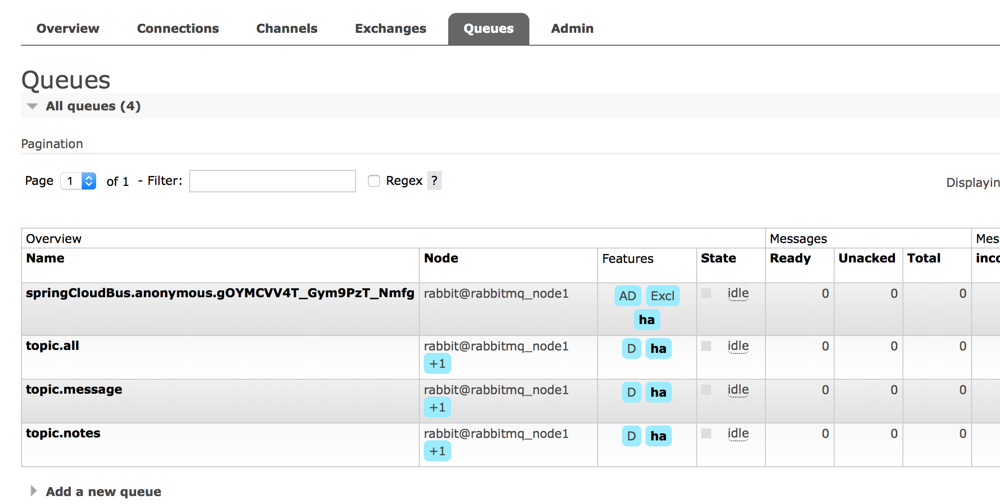 Overview Connections Channels Exchanges Queues Admin
Queues
All queues (4)
Pagination
Page 1 of 1 - Filter: Regex ?
Overview Messages
Name Node Features State Ready Unacked Total
springCloudBus.anonymous.gOYMCVV4T_Gym9PzT_Nmfg rabbit@rabbitmq_node1 AD Excl idle 0 0 0
ha
topic.all rabbit@rabbitmq_node1 D ha idle 0 0 0
+1
topic.message rabbit@rabbitmq_node1 D ha idle 0 0 0
+1
topic.notes rabbit@rabbitmq_node1 D ha idle 0 0 0
+1
Add a new queue